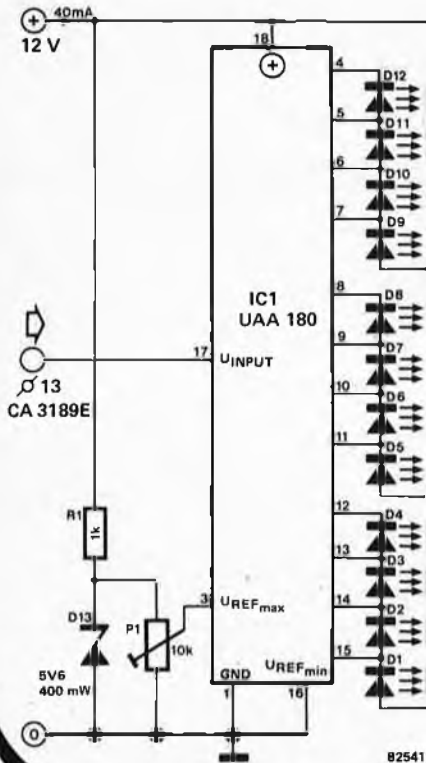 40mA
+
12 V
18
+
4
D12
5
D11
6
D10
7
D9
8
D8
IC1
UAA 180
9
D7
17
UINPUT
10
D6
ø 13
CA 3189E
11
D5
12
D4
R1
1k
13
D3
D13
P1
10k
3
UREFmax
14
D2
5V6
400 mW
15
D1
GND
UREFmin
1
16
0
82541